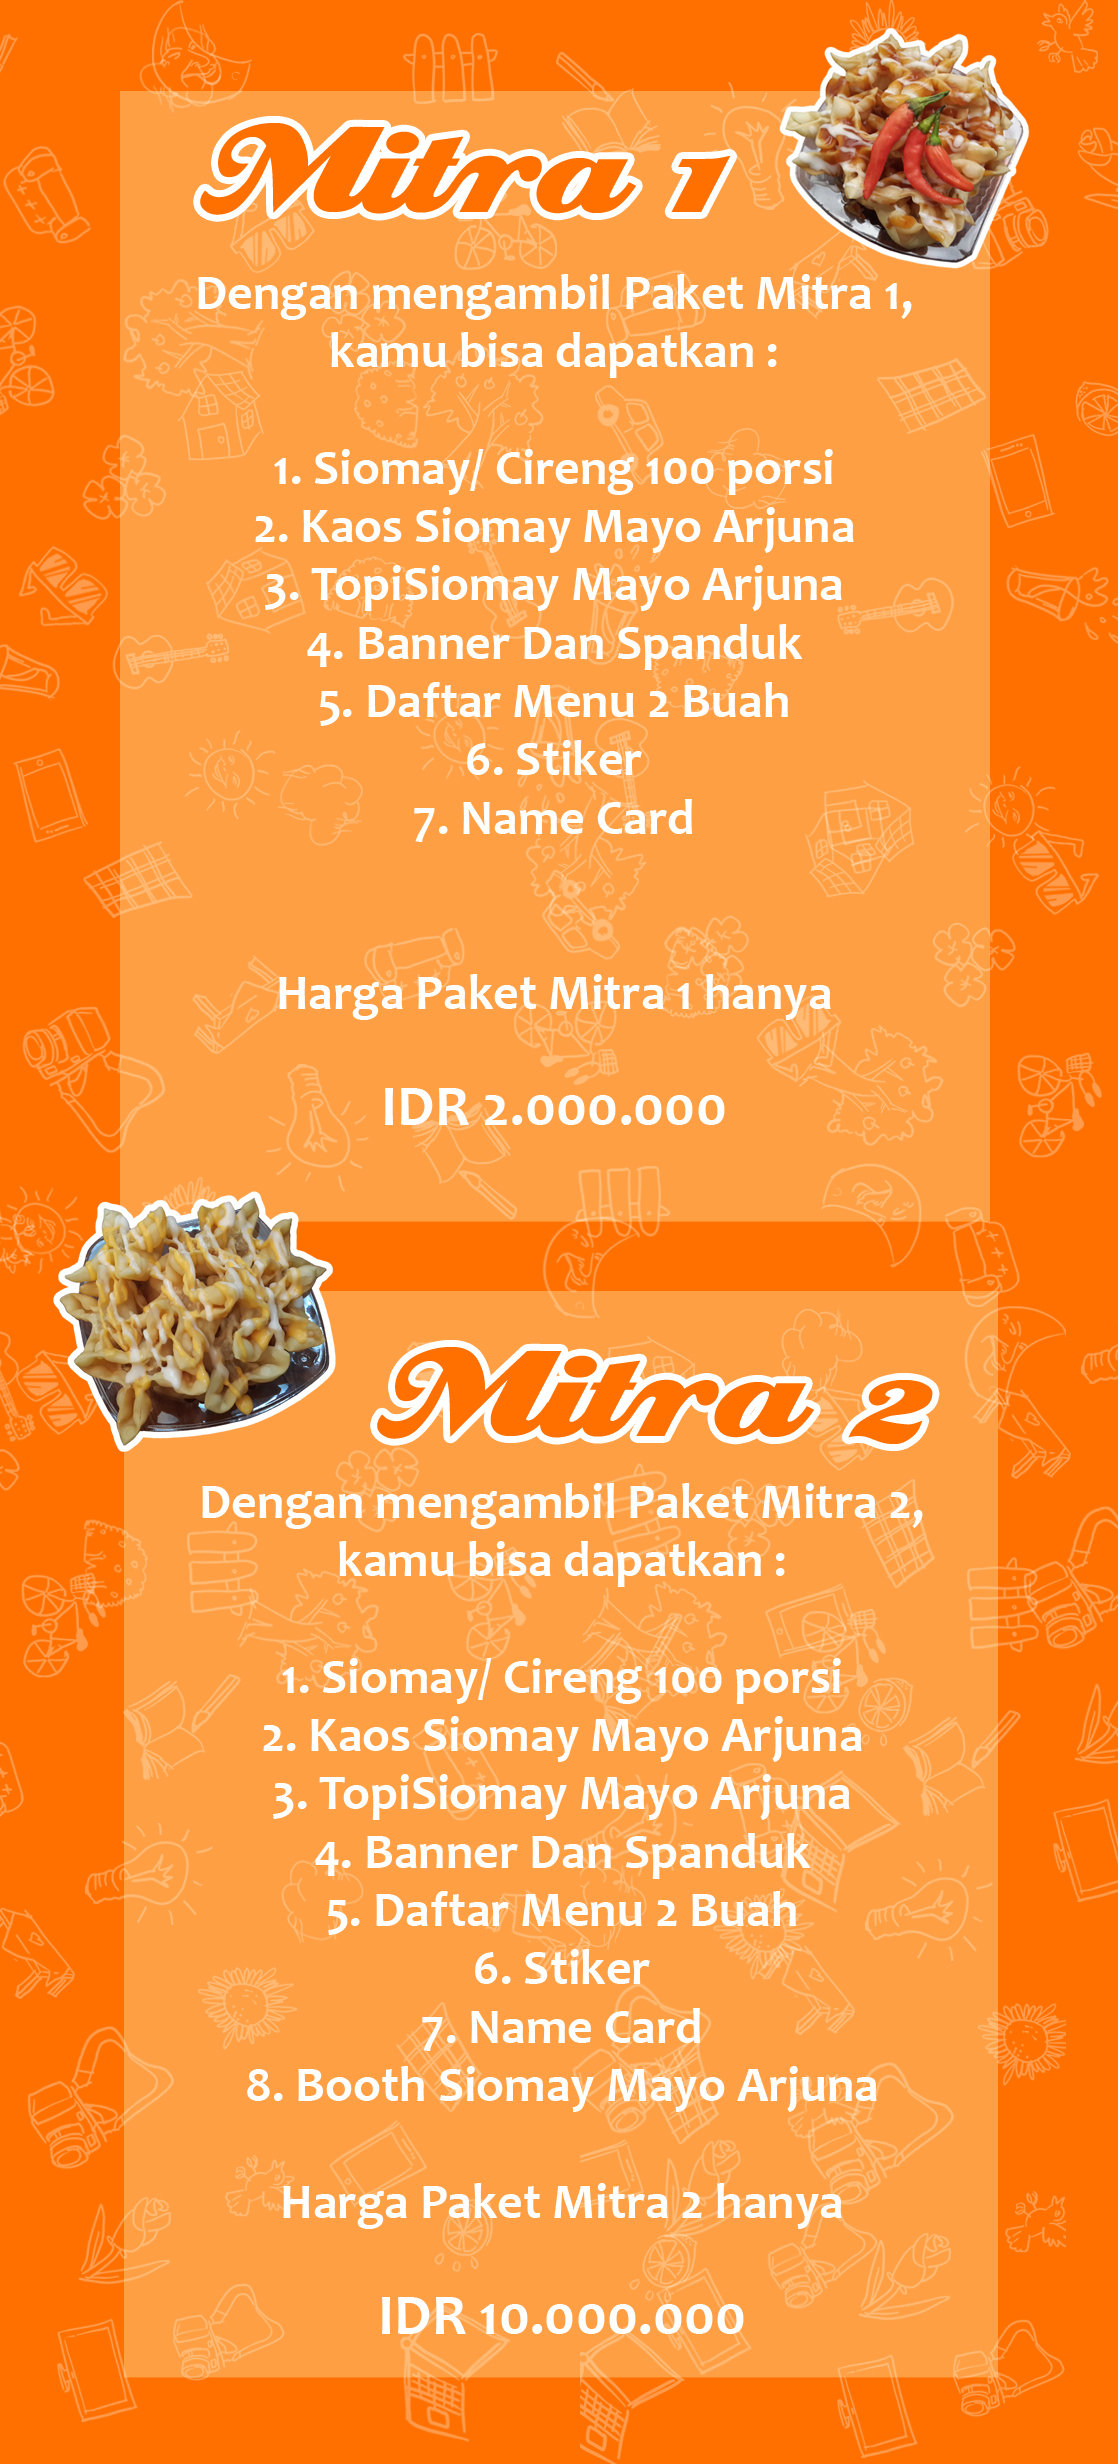 Mitra 1
Dengan mengambil Paket Mitra 1,
kamu bisa dapatkan :
1. Siomay/ Cireng 100 porsi
2. Kaos Siomay Mayo Arjuna
3. TopiSiomay Mayo Arjuna
4. Banner Dan Spanduk
5. Daftar Menu 2 Buah
6. Stiker
7. Name Card
Harga Paket Mitra 1 hanya
IDR 2.000.000
Mitra 2
Dengan mengambil Paket Mitra 2,
kamu bisa dapatkan :
1. Siomay/ Cireng 100 porsi
2. Kaos Siomay Mayo Arjuna
3. TopiSiomay Mayo Arjuna
4. Banner Dan Spanduk
5. Daftar Menu 2 Buah
6. Stiker
7. Name Card
8. Booth Siomay Mayo Arjuna
Harga Paket Mitra 2 hanya
IDR 10.000.000